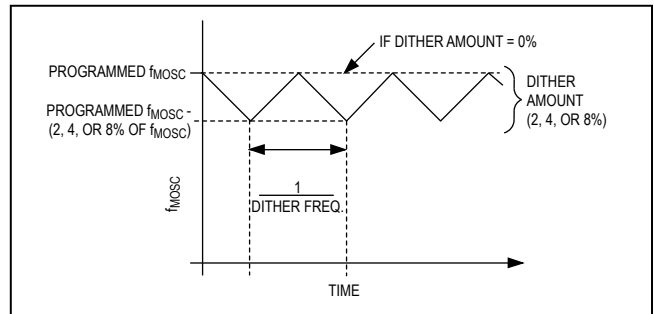 IF DITHER AMOUNT = 0%
PROGRAMMED fMOSC
PROGRAMMED fMOSC -
(2, 4, OR 8% OF fMOSC)
DITHER
AMOUNT
(2, 4, OR 8%)
fMOSC
1
DITHER FREQ.
TIME